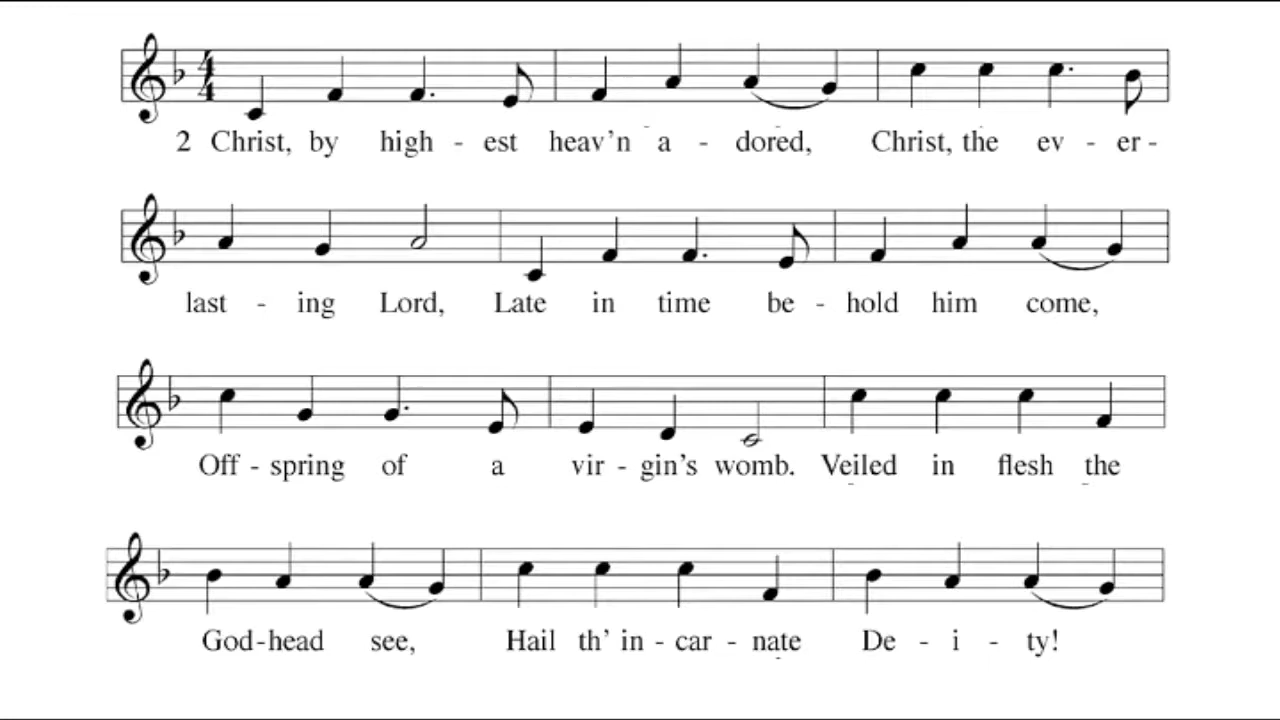 2 Christ, by high - est heav'n a - dored, Christ, the ev - er -
last - ing Lord, Late in time be - hold him come,
Off - spring of a vir - gin's womb. Veiled in flesh the
God - head see, Hail th' in - car - nate De - i - ty!